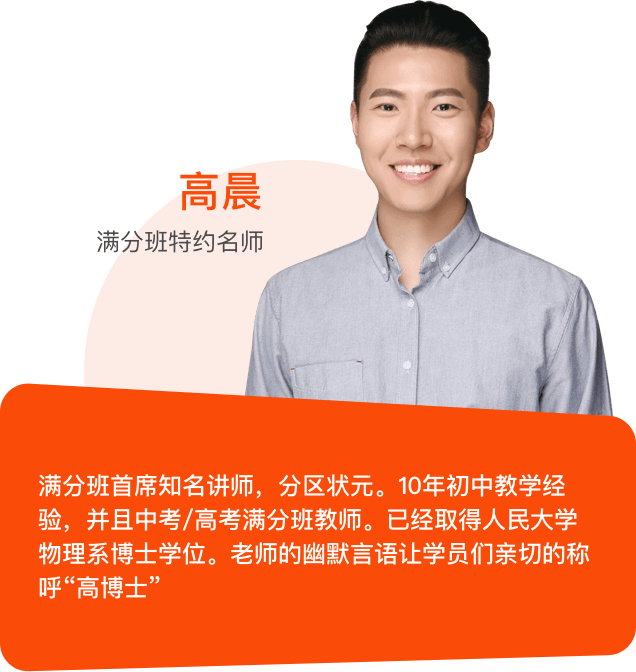 高晨
满分班特约名师
满分班首席知名讲师，分区状元。10年初中教学经
验，并且中考/高考满分班教师。已经取得人民大学
物理系博士学位。老师的幽默言语让学员们亲切的称
呼“高博士”